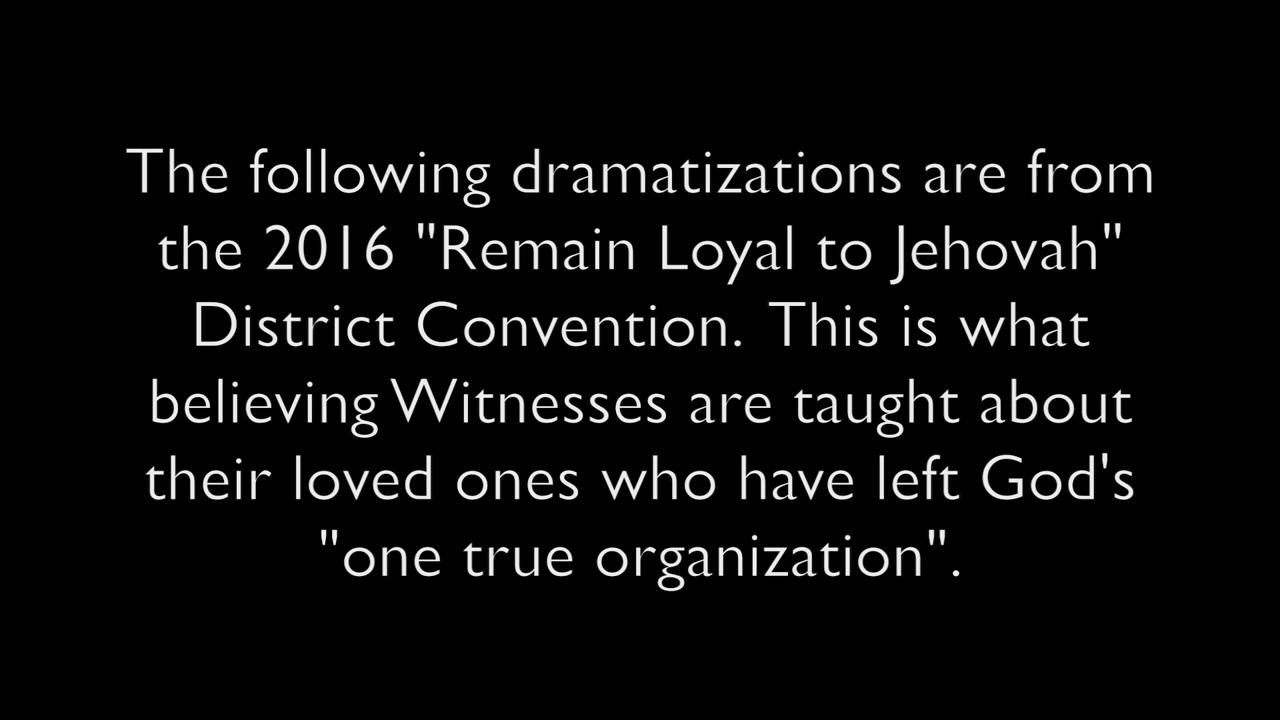 The following dramatizations are from
the 2016 "Remain Loyal to Jehovah"
District Convention.  This is what
believing Witnesses are taught about
their loved ones who have left God's
"one true organization".